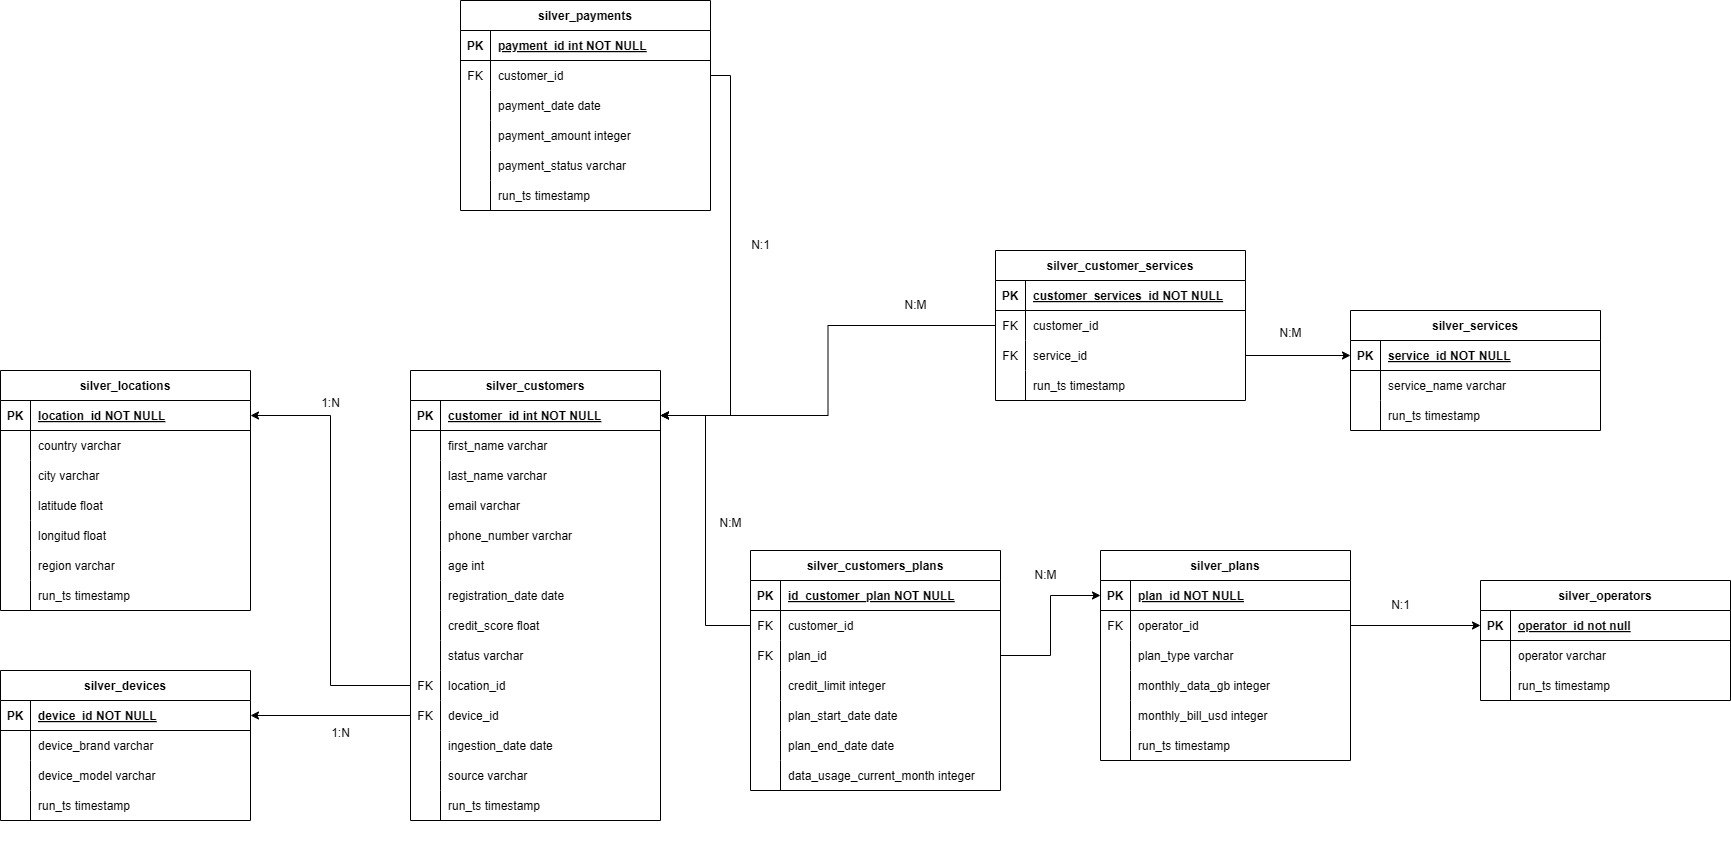 silver_payments
PK payment_id int NOT NULL
FK customer_id
payment_date date
payment_amount integer
payment_status varchar
run_ts timestamp
N:1
silver_customer_services
PK customer_services_id NOT NULL
FK customer_id
FK service_id
run_ts timestamp
N:M
N:M
silver_services
PK service_id NOT NULL
service_name varchar
run_ts timestamp
silver_locations
PK location_id NOT NULL
country varchar
city varchar
latitude float
longitud float
region varchar
run_ts timestamp
1:N
silver_customers
PK customer_id int NOT NULL
first_name varchar
last_name varchar
email varchar
phone_number varchar
age int
registration_date date
credit_score float
status varchar
FK location_id
FK device_id
ingestion_date date
source varchar
run_ts timestamp
silver_devices
PK device_id NOT NULL
device_brand varchar
device_model varchar
run_ts timestamp
1:N
N:M
silver_customers_plans
PK id_customer_plan NOT NULL
FK customer_id
FK plan_id
credit_limit integer
plan_start_date date
plan_end_date date
data_usage_current_month integer
N:M
silver_plans
PK plan_id NOT NULL
FK operator_id
plan_type varchar
monthly_data_gb integer
monthly_bill_usd integer
run_ts timestamp
N:1
silver_operators
PK operator_id not null
operator varchar
run_ts timestamp